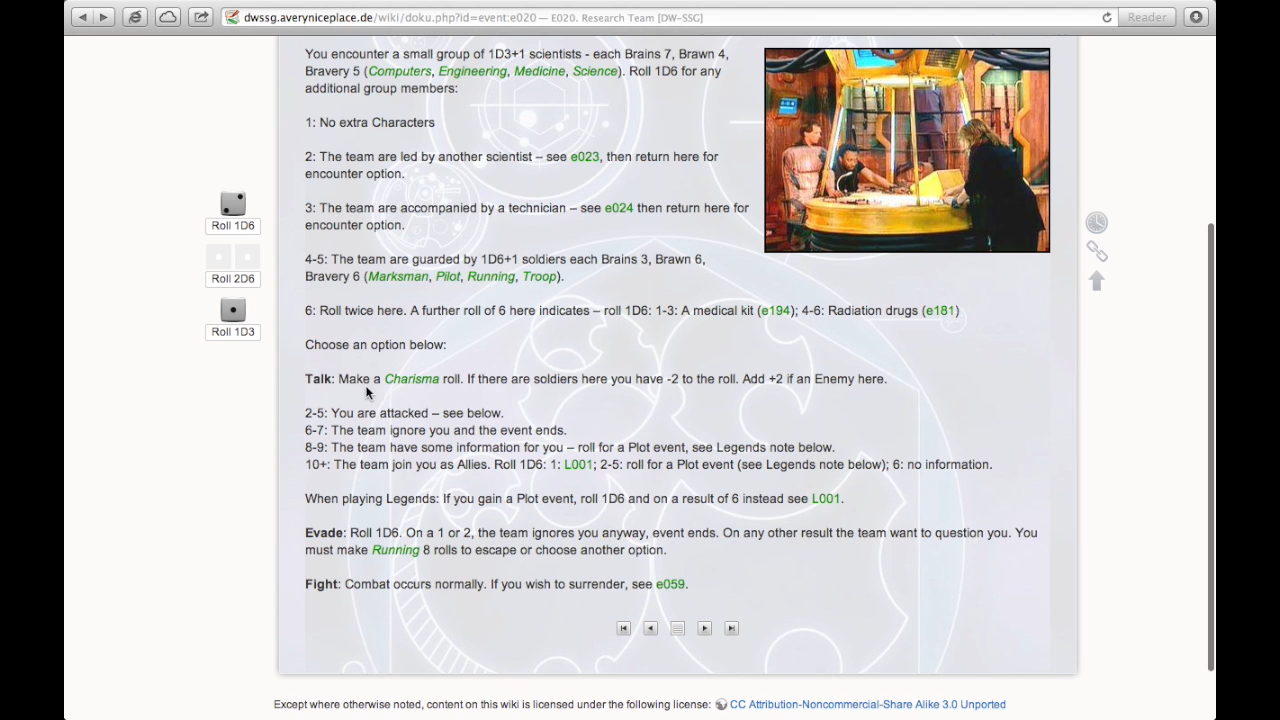 dwssg.averyniceplace.de/wiki/doku.php?id=event:e020 — E020. Research Team [DW–SSG]
Reader
You encounter a small group of 1D3+1 scientists - each Brains 7, Brawn 4,
Bravery 5 (Computers, Engineering, Medicine, Science). Roll 1D6 for any
additional group members:
1: No extra Characters
2: The team are led by another scientist – see e023, then return here for
encounter option.
3: The team are accompanied by a technician – see e024 then return here for
encounter option.
4-5: The team are guarded by 1D6+1 soldiers each Brains 3, Brawn 6,
Bravery 6 (Marksman, Pilot, Running, Troop).
6: Roll twice here. A further roll of 6 here indicates – roll 1D6: 1-3: A medical kit (e194); 4-6: Radiation drugs (e181)
Roll 1D6
Roll 2D6
Roll 1D3
Choose an option below:
Talk: Make a Charisma roll. If there are soldiers here you have -2 to the roll. Add +2 if an Enemy here.
2-5: You are attacked – see below.
6-7: The team ignore you and the event ends.
8-9: The team have some information for you – roll for a Plot event, see Legends note below.
10+: The team join you as Allies. Roll 1D6: 1: L001; 2-5: roll for a Plot event (see Legends note below); 6: no information.
When playing Legends: If you gain a Plot event, roll 1D6 and on a result of 6 instead see L001.
Evade: Roll 1D6. On a 1 or 2, the team ignores you anyway, event ends. On any other result the team want to question you. You
must make Running 8 rolls to escape or choose another option.
Fight: Combat occurs normally. If you wish to surrender, see e059.
Except where otherwise noted, content on this wiki is licensed under the following license: CC Attribution-Noncommercial-Share Alike 3.0 Unported